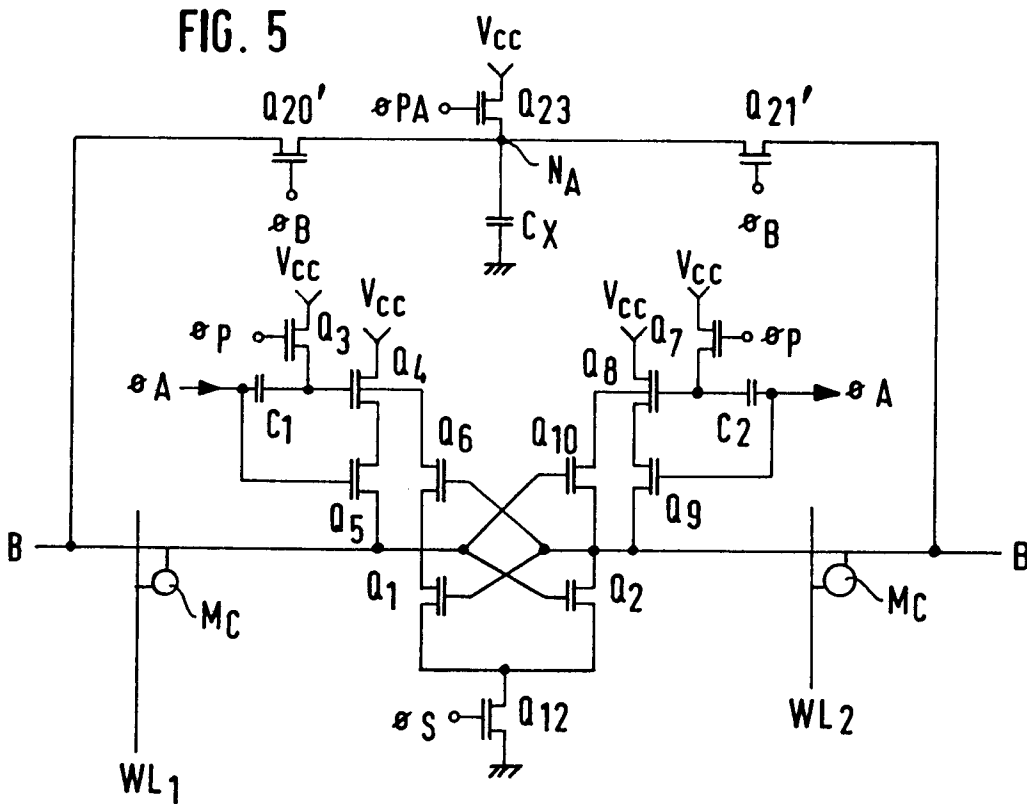 FIG. 5
Vcc
Q20'
øPA
Q23
Q21'
NA
øB
CX
øB
Vcc
Vcc
Vcc
Vcc
øP
Q3
Q7
øP
øA
Q4
Q8
øA
C1
C2
Q6
Q10
Q5
Q9
B
B
Q1
Q2
MC
MC
øS
Q12
WL2
WL1